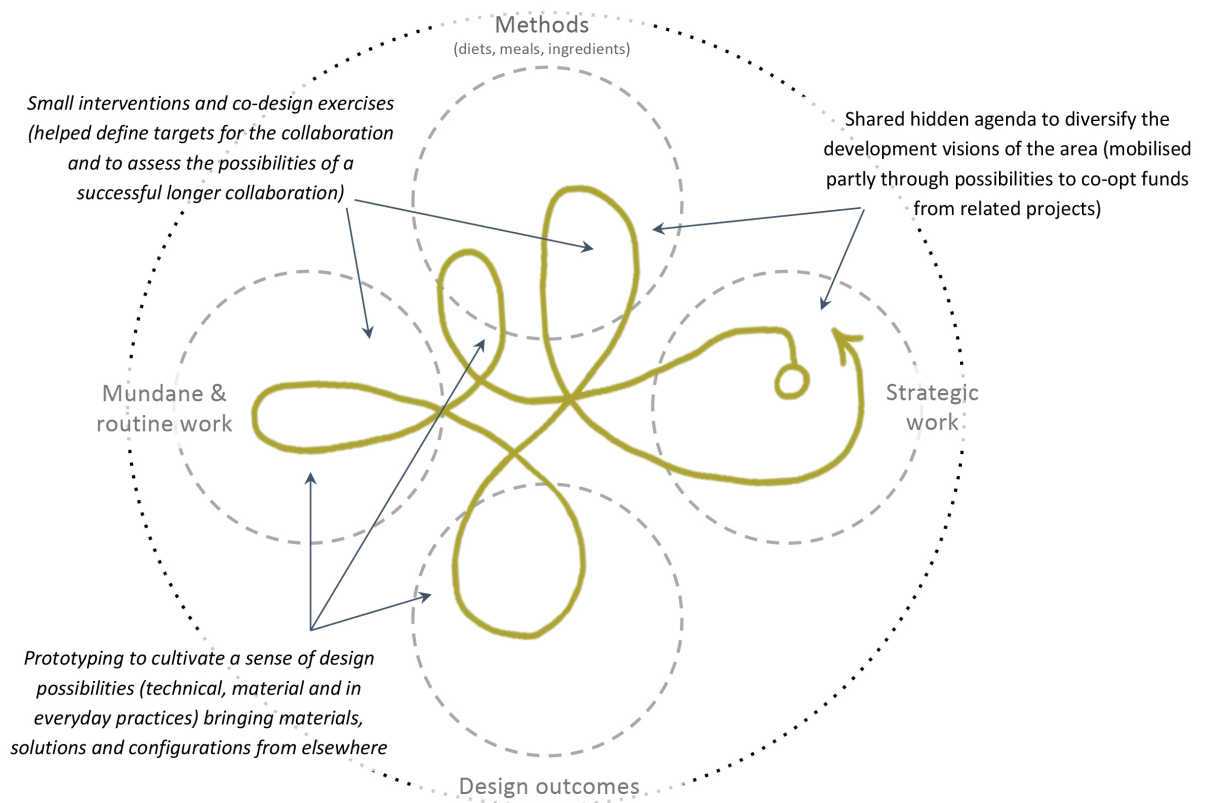 Methods
(diets, meals, ingredients)
Small interventions and co-design exercises
(helped define targets for the collaboration
and to assess the possibilities of a
successful longer collaboration)
Shared hidden agenda to diversify the
development visions of the area (mobilised
partly through possibilities to co-opt funds
from related projects)
Mundane &
routine work
Strategic
work
Prototyping to cultivate a sense of design
possibilities (technical, material and in
everyday practices) bringing materials,
solutions and configurations from elsewhere
Design outcomes